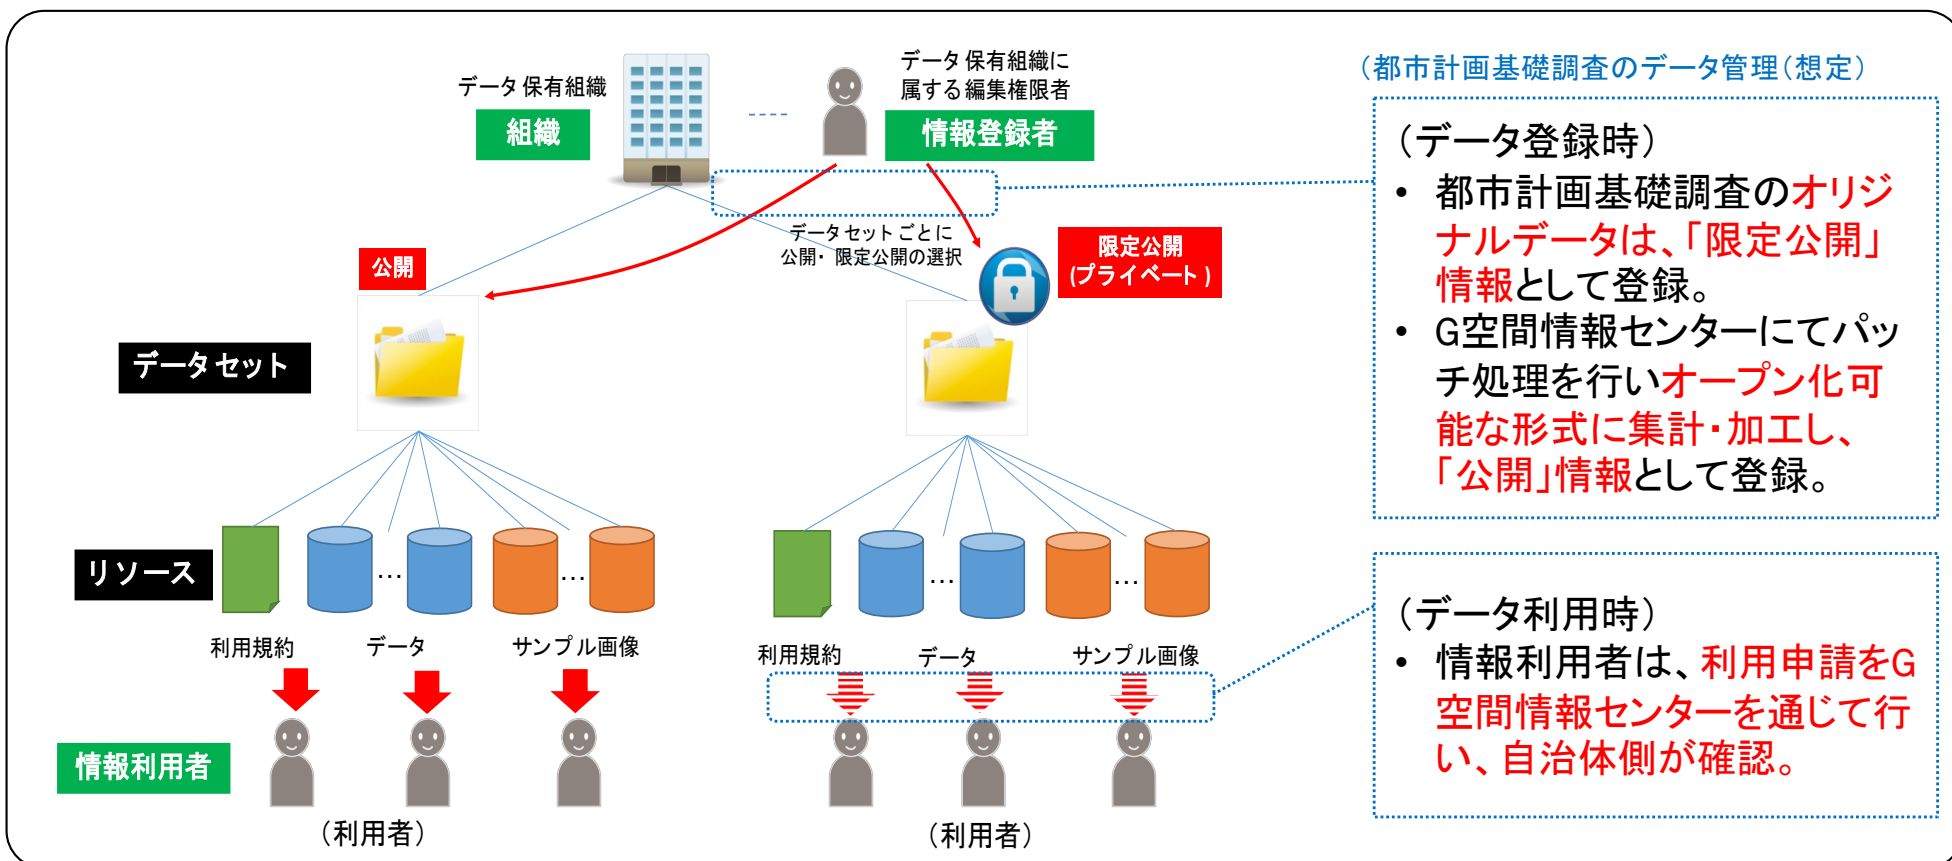 データ保有組織
組織
データ保有組織に
属する編集権限者
情報登録者
データセットごとに
公開・限定公開の選択
公開
限定公開
(プライベート)
データセット
リソース
…
…
…
…
利用規約
データ
サンプル画像
利用規約
データ
サンプル画像
情報利用者
(利用者)
(利用者)
(都市計画基礎調査のデータ管理(想定)
(データ登録時)
• 都市計画基礎調査のオリジ
ナルデータは、「限定公開」
情報として登録。
• G空間情報センターにてパッ
チ処理を行いオープン化可
能な形式に集計・加工し、
「公開」情報として登録。
(データ利用時)
• 情報利用者は、利用申請をG
空間情報センターを通じて行
い、自治体側が確認。